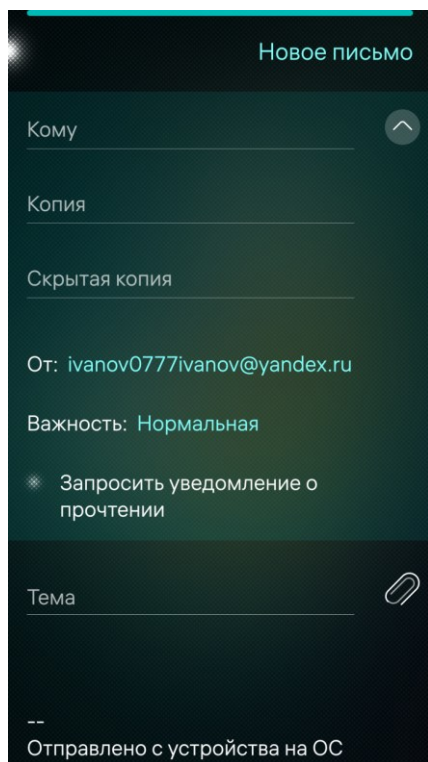 Новое письмо
Кому
Копия
Скрытая копия
От: ivanov0777ivanov@yandex.ru
Важность: Нормальная
Запросить уведомление о
прочтении
Тема
--
Отправлено с устройства на ОС